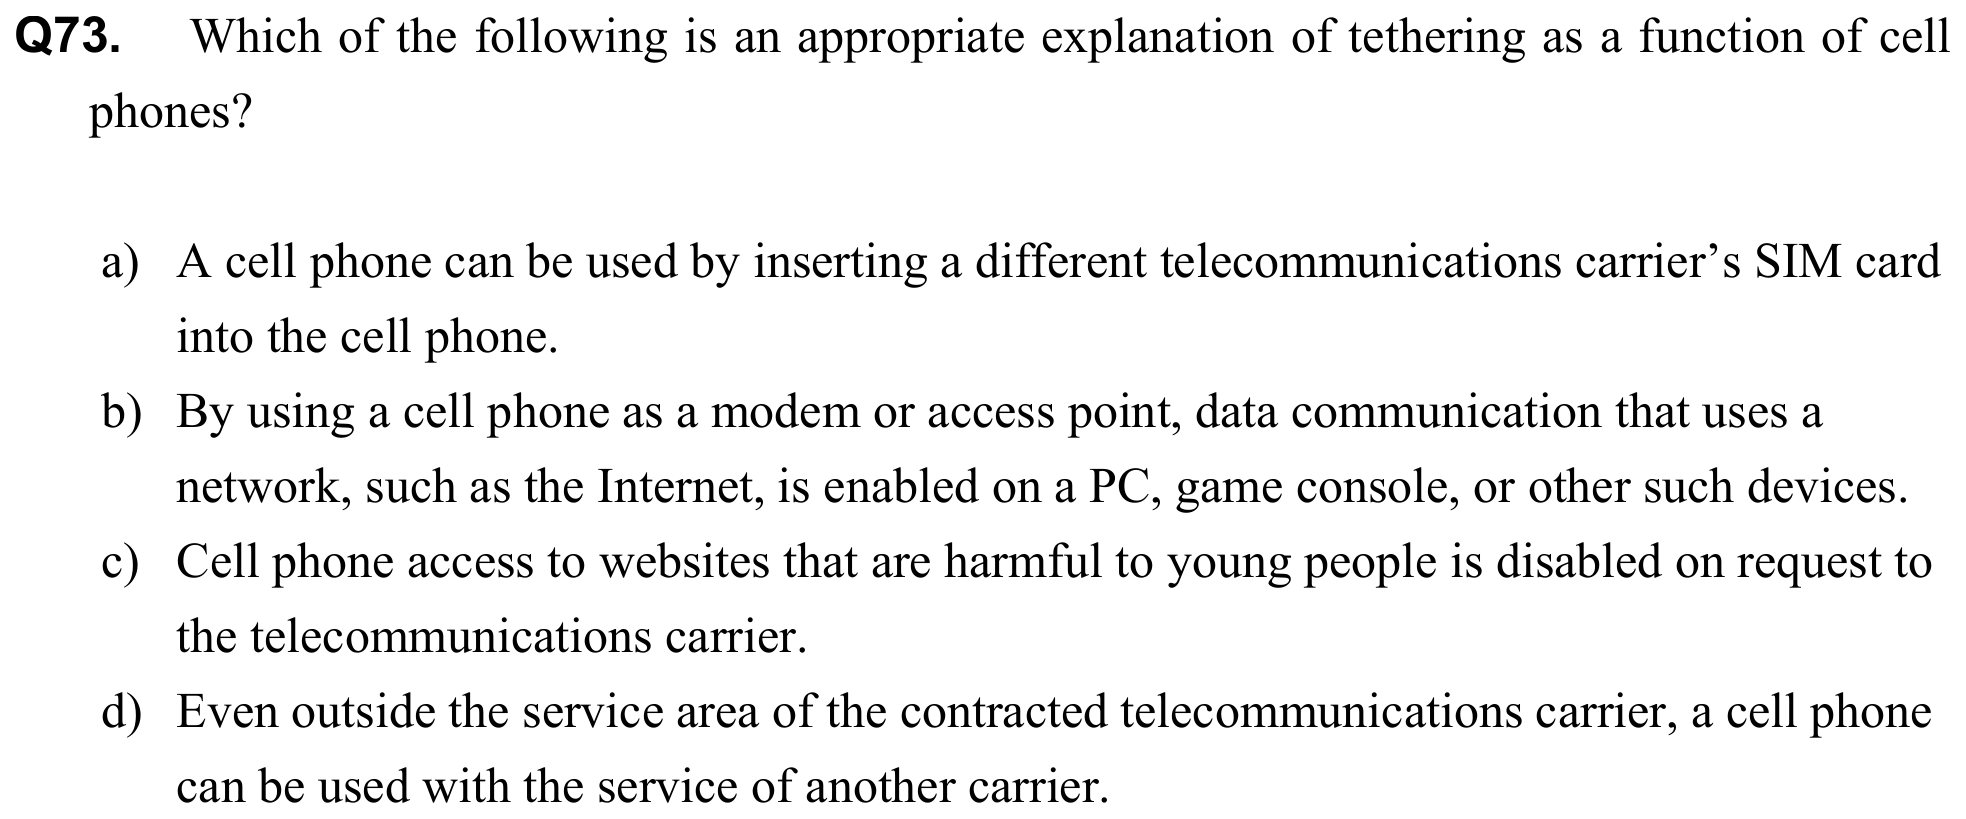 Q73. Which of the following is an appropriate explanation of tethering as a function of cell
phones?
a) A cell phone can be used by inserting a different telecommunications carrier’s SIM card
into the cell phone.
b) By using a cell phone as a modem or access point, data communication that uses a
network, such as the Internet, is enabled on a PC, game console, or other such devices.
c) Cell phone access to websites that are harmful to young people is disabled on request to
the telecommunications carrier.
d) Even outside the service area of the contracted telecommunications carrier, a cell phone
can be used with the service of another carrier.